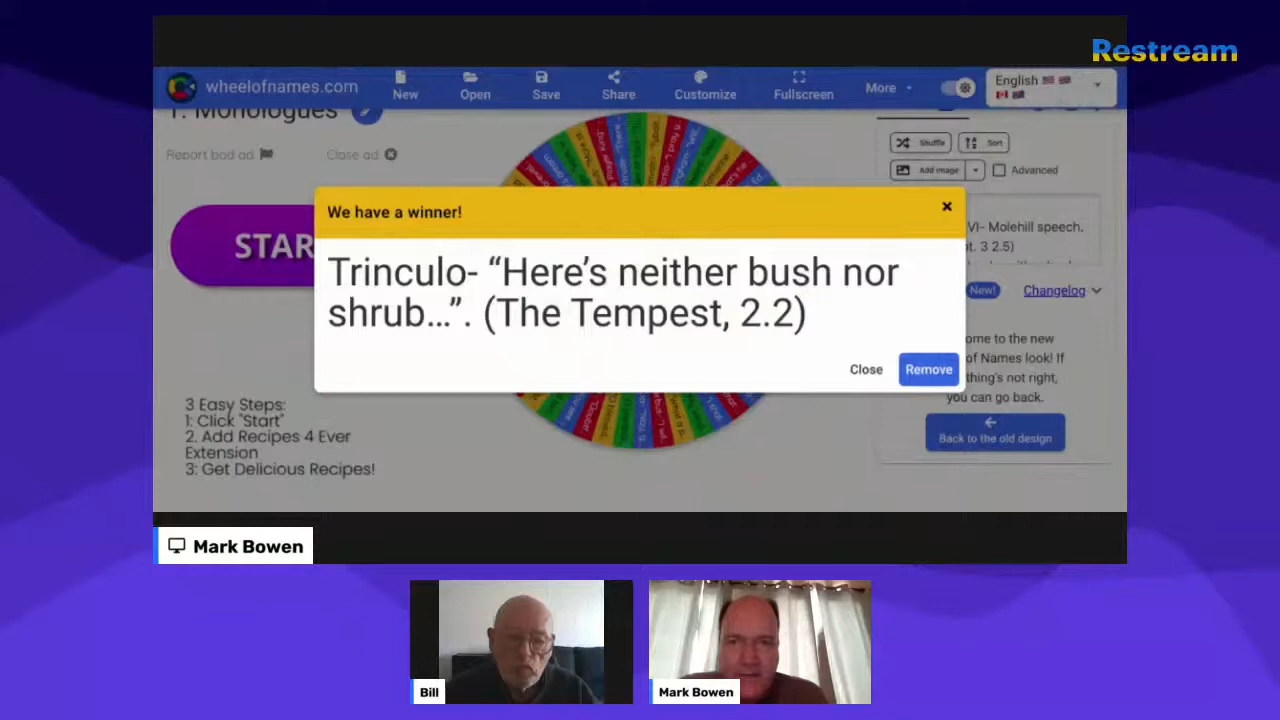 Restream
wheelofnames.com
New
Open
Save
Share
Customize
Fullscreen
More
English
1. Monologues
Report bad ad
Close ad
Shuffle
Sort
Add image
Advanced
START
We have a winner!
Trinculo- “Here’s neither bush nor
shrub…”. (The Tempest, 2.2)
Close
Remove
VI- Molehill speech.
3 2.5)
New!
Changelog
to the new
of Names look! If
not right,
you can go back.
Back to the old design
3 Easy Steps:
1: Click "Start"
2. Add Recipes 4 Ever
Extension
3: Get Delicious Recipes!
Mark Bowen
Bill
Mark Bowen